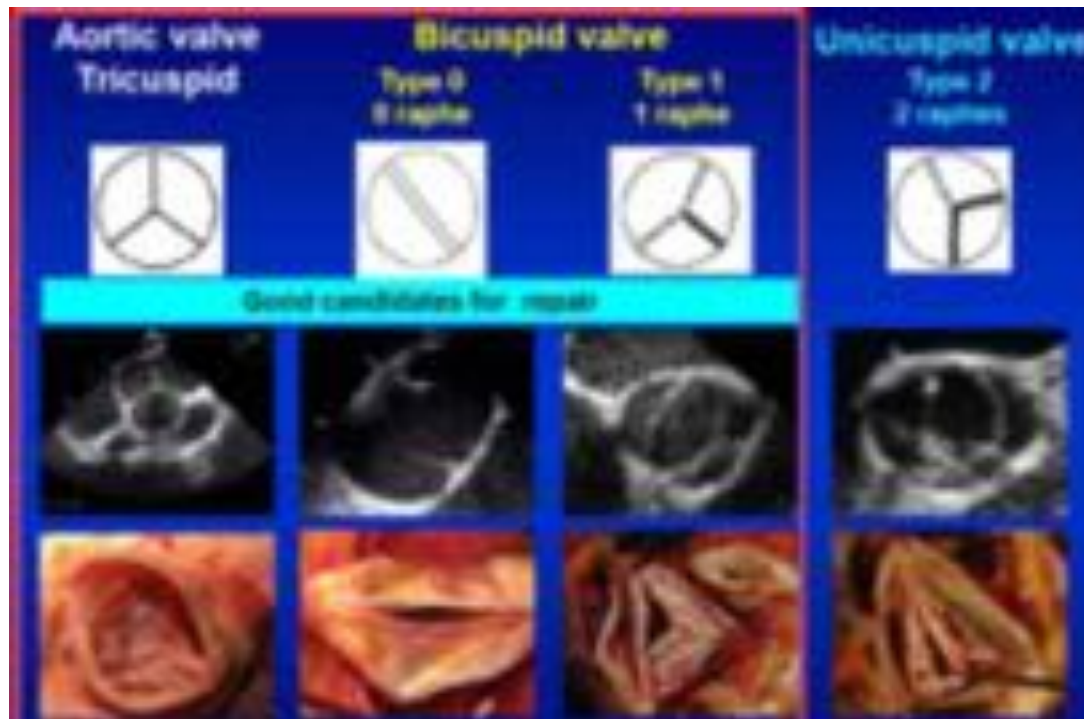 Aortic valve
Tricuspid
Bicuspid valve
Type 0
0 raphe
Type 1
1 raphe
Unicuspid valve
Type 2
2 raphes
Good candidates for repair